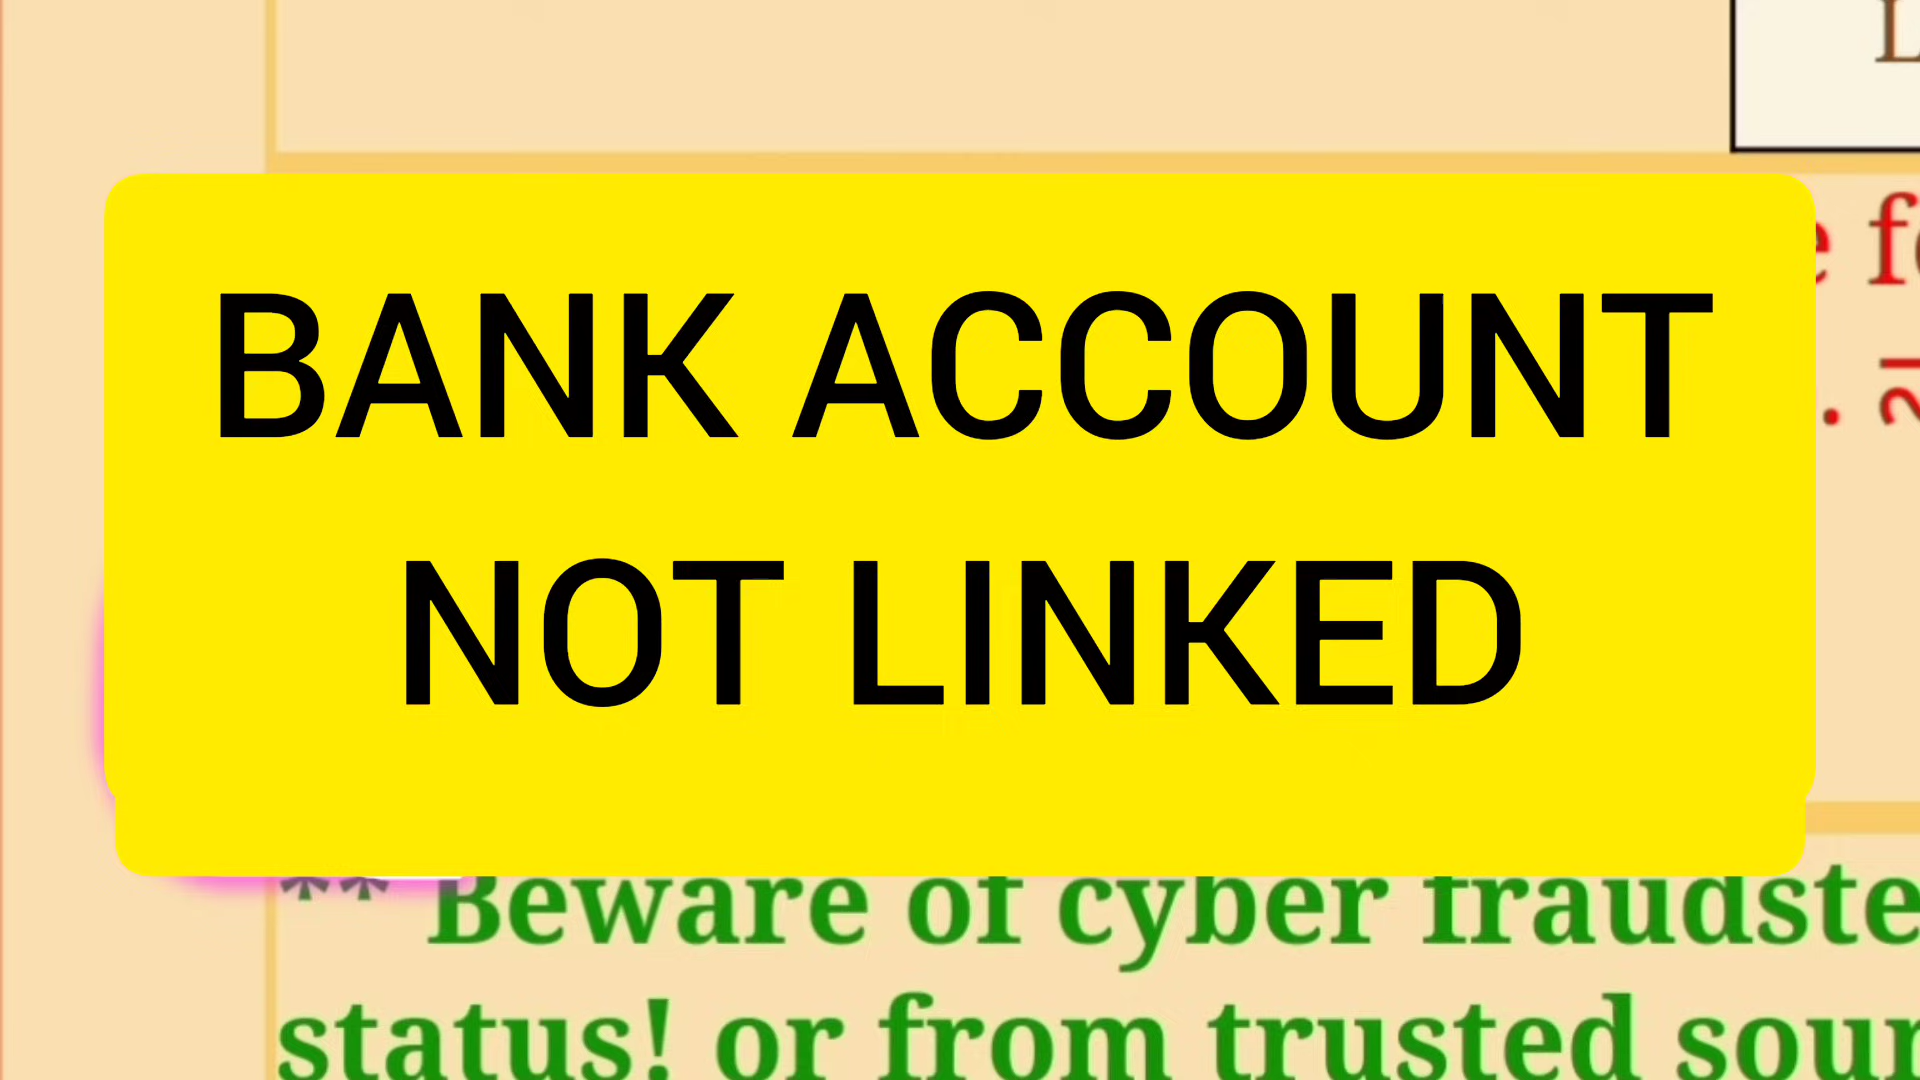 BANK ACCOUNT
NOT LINKED
** Beware of cyber fraudste
status! or from trusted sour